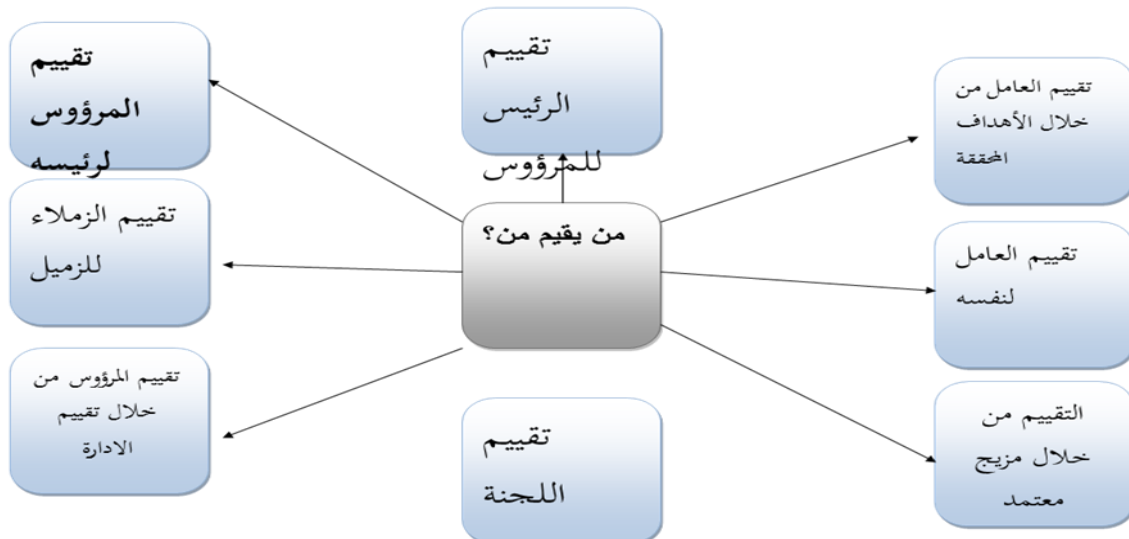 تقييم
المرؤوس
لرئيسه
تقييم
الرئيس
للمرؤوس
تقييم العامل من
خلال الأهداف
المحققة
من يقيم من؟
تقييم الزملاء
للزميل
تقييم العامل
لنفسه
تقييم المرؤوس من
خلال تقييم
الادارة
تقييم
اللجنة
التقييم من
خلال مزيج
معتمد